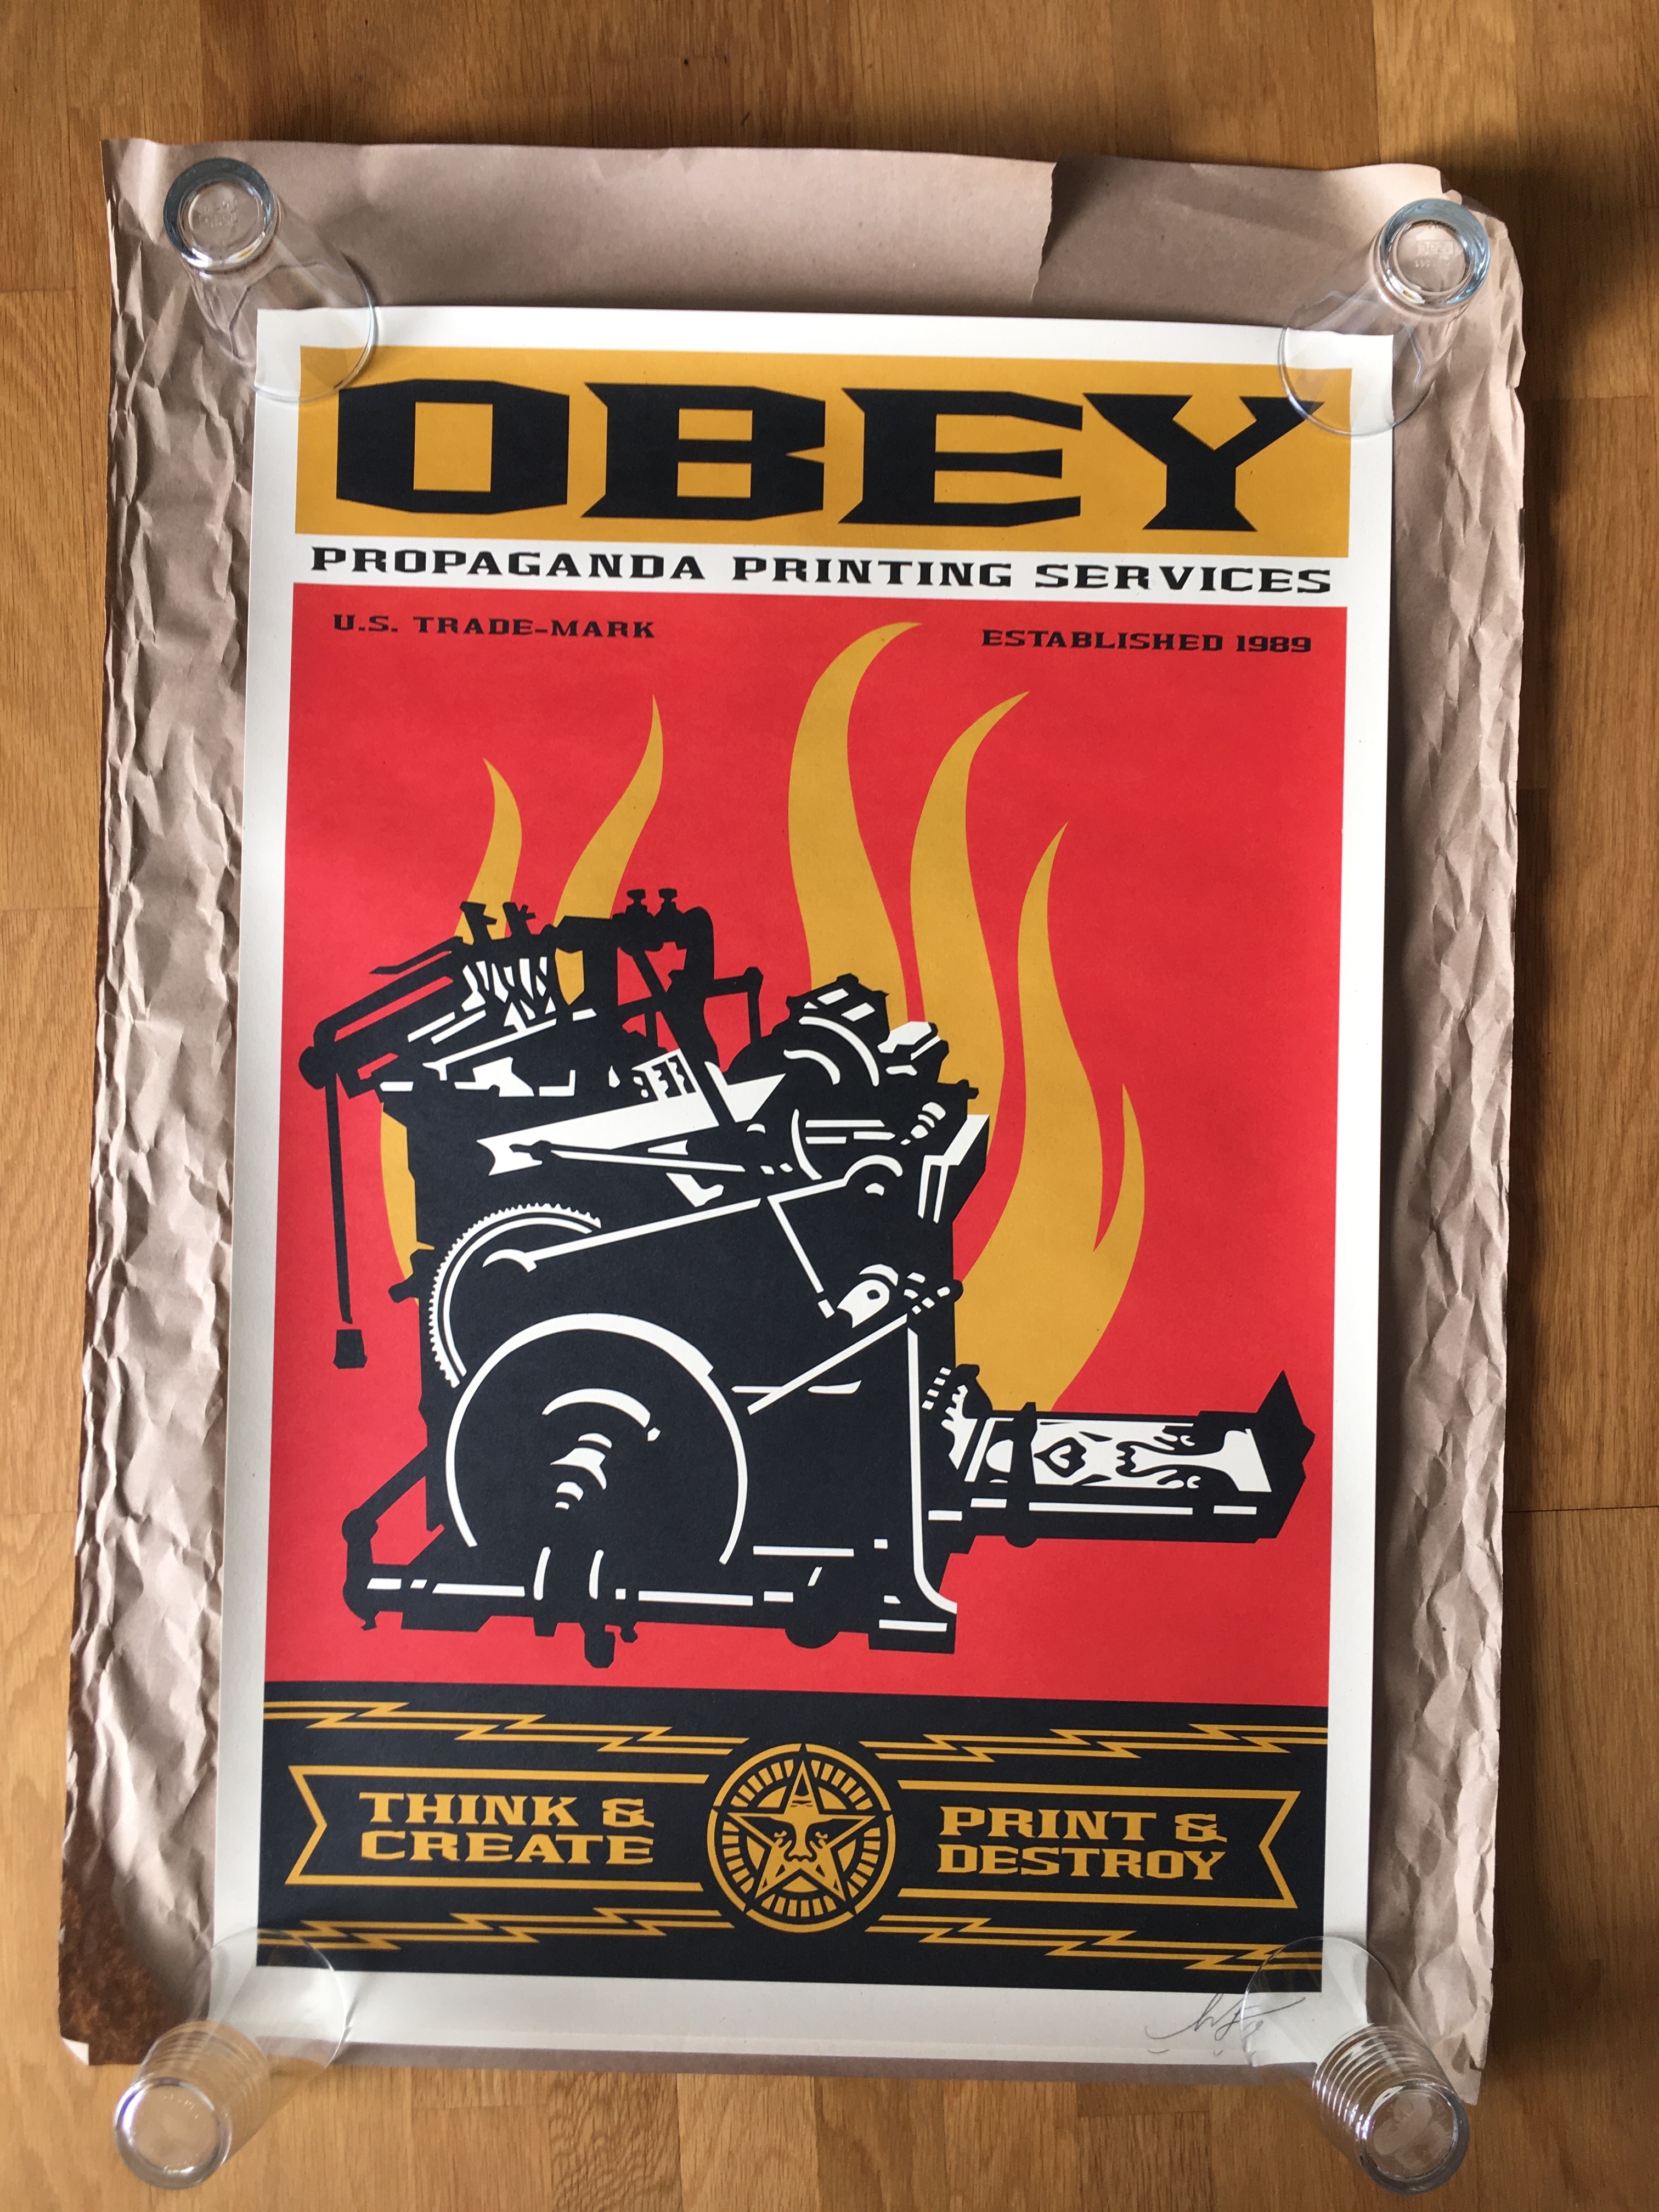 OBEY
PROPAGANDA PRINTING SERVICES
U.S. TRADE-MARK
ESTABLISHED 1989
THINK &
CREATE
PRINT &
DESTROY